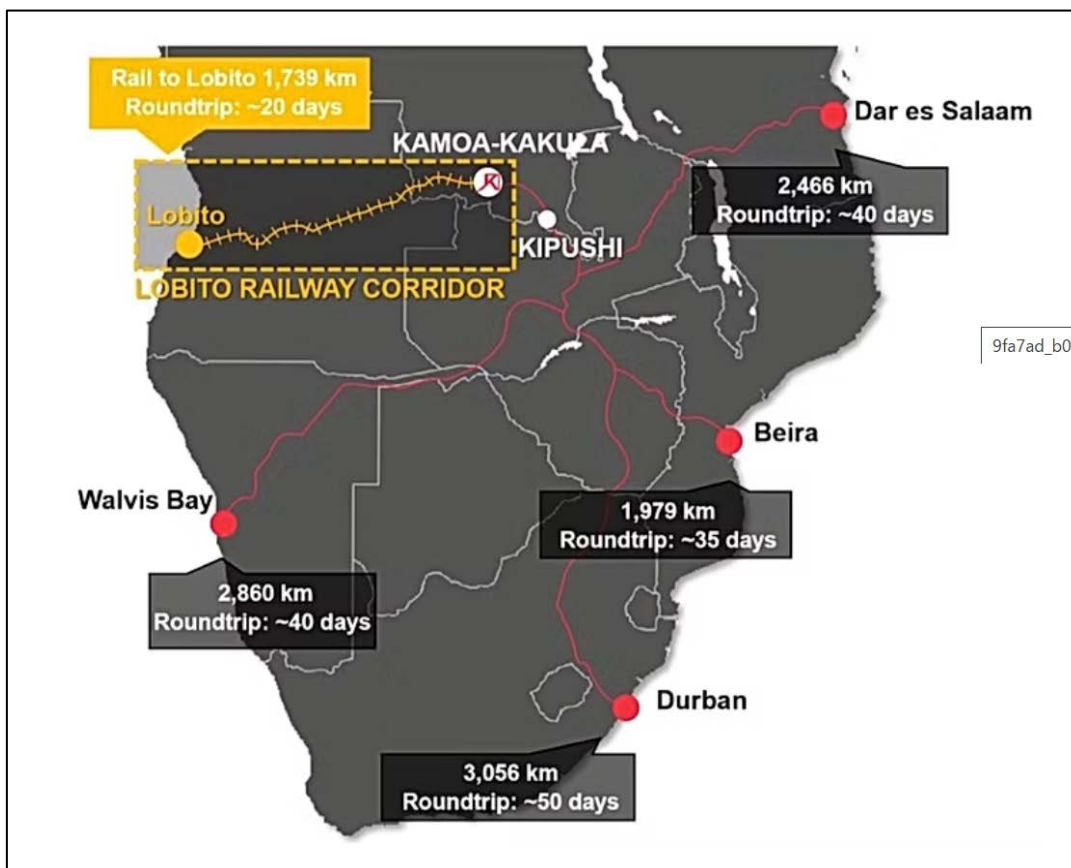 Rail to Lobito 1,739 km
Roundtrip: ~20 days
Dar es Salaam
KAMOA-KAKULA
2,466 km
Roundtrip: ~40 days
Lobito
KIPUSHI
LOBITO RAILWAY CORRIDOR
9fa7ad_b0
Beira
Walvis Bay
1,979 km
Roundtrip: ~35 days
2,860 km
Roundtrip: ~40 days
Durban
3,056 km
Roundtrip: ~50 days